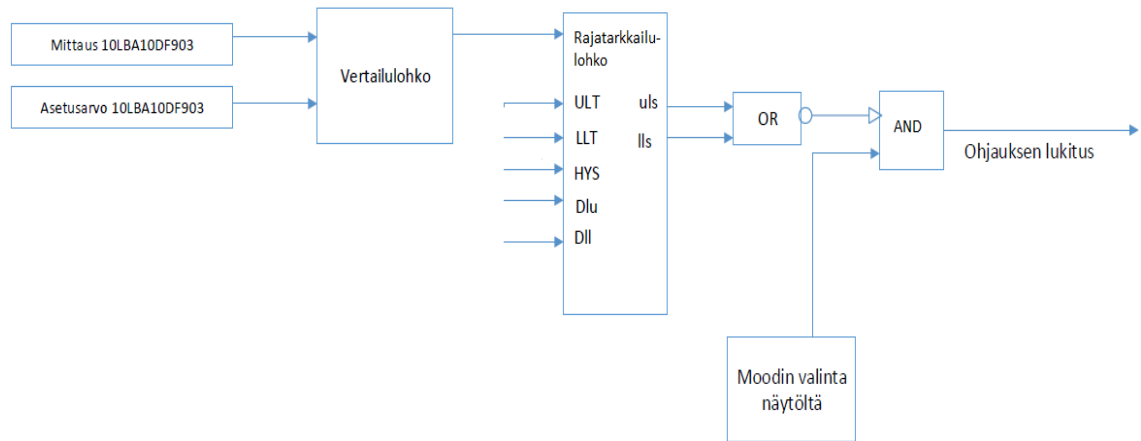 Mittaus 10LBA10DF903
Asetusarvo 10LBA10DF903
Vertailulohko
Rajatarkkailu-
lohko
ULT uls
LLT lls
HYS
Dlu
Dll
OR
AND
Ohjauksen lukitus
Moodin valinta
näytöltä